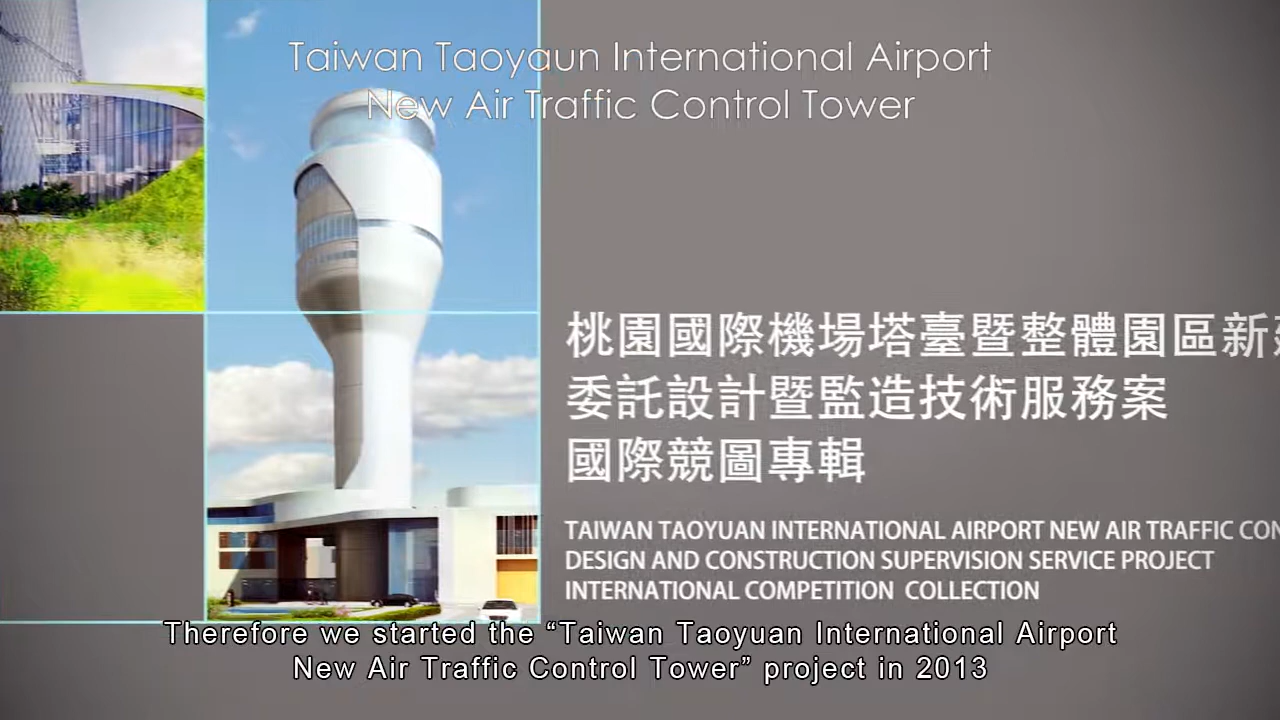 Taiwan Taoyaun International Airport
New Air Traffic Control Tower
桃園國際機場塔臺暨整體園區新
委託設計暨監造技術服務案
國際競圖專輯
TAIWAN TAOYUAN INTERNATIONAL AIRPORT NEW AIR TRAFFIC CON
DESIGN AND CONSTRUCTION SUPERVISION SERVICE PROJECT
INTERNATIONAL COMPETITION COLLECTION
Therefore we started the “Taiwan Taoyuan International Airport
New Air Traffic Control Tower” project in 2013